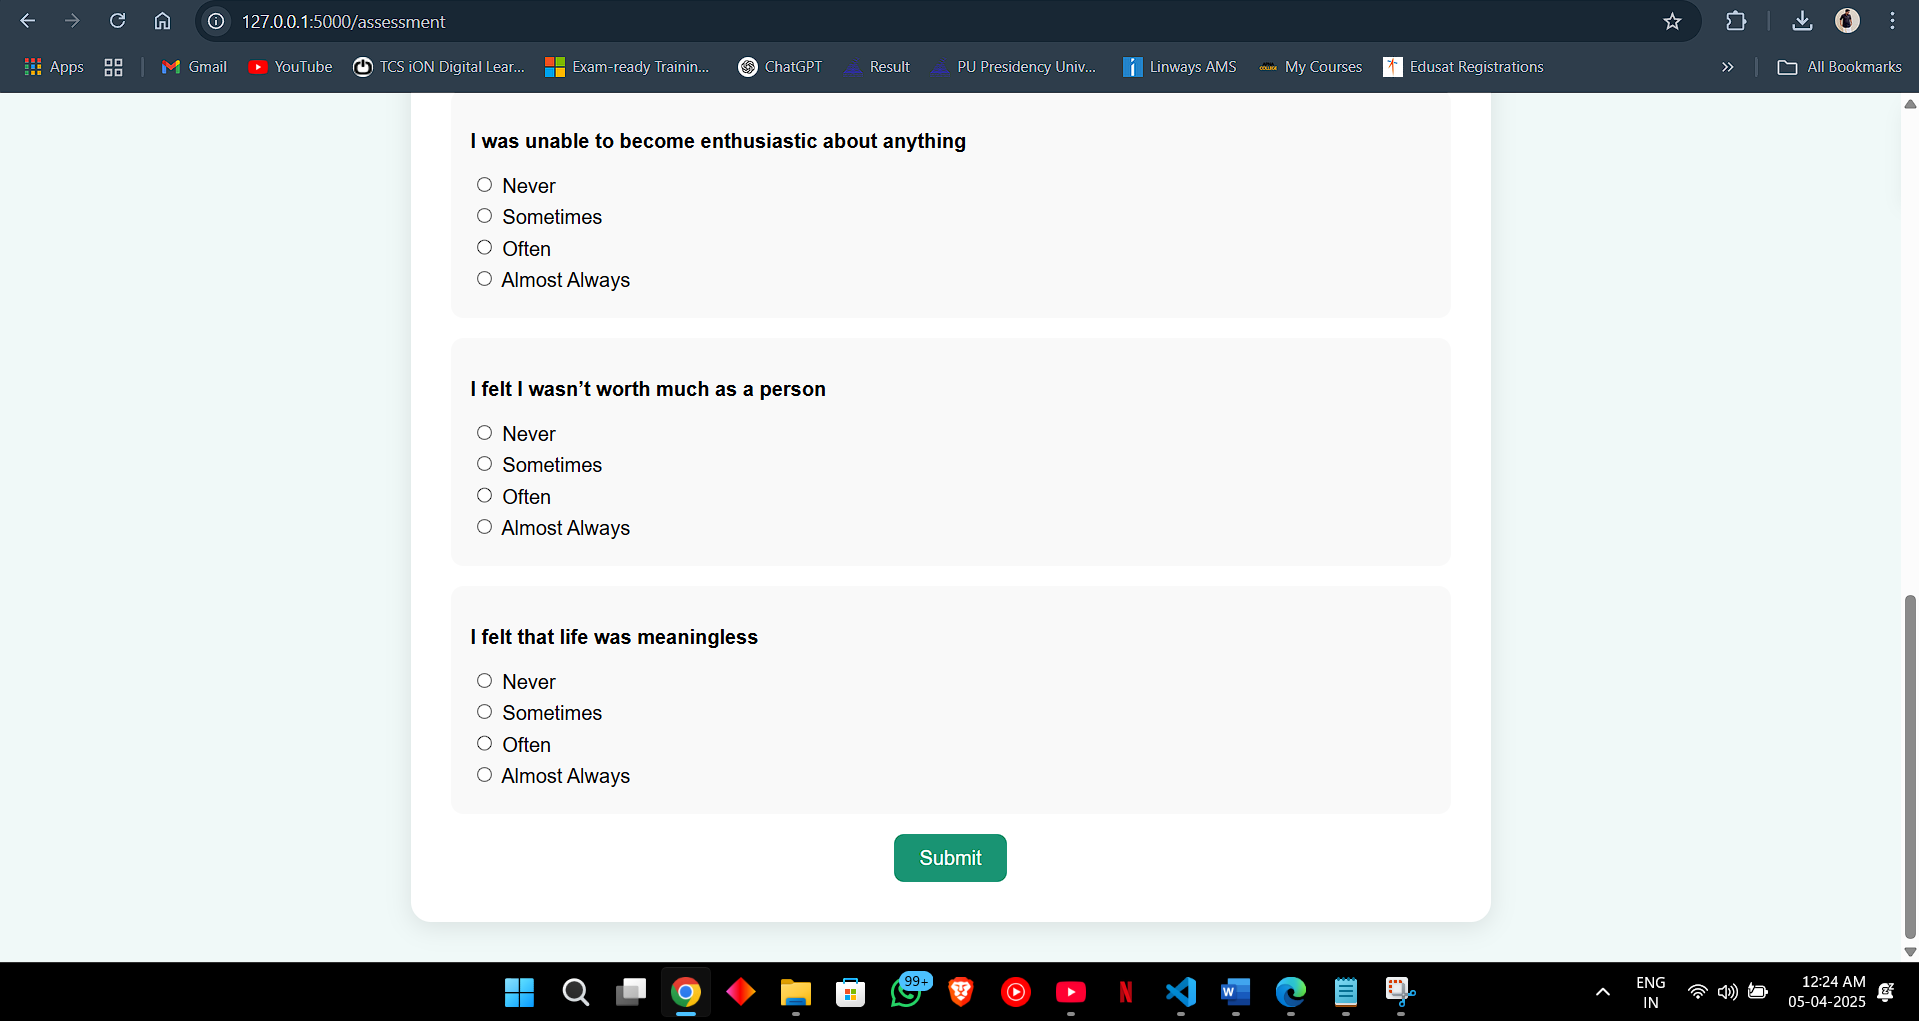 127.0.0.1:5000/assessment
Apps Gmail YouTube TCS iON Digital Lear... Exam-ready Trainin... ChatGPT Result PU Presidency Univ... Linways AMS My Courses Edusat Registrations » All Bookmarks
I was unable to become enthusiastic about anything
Never
Sometimes
Often
Almost Always
I felt I wasn’t worth much as a person
Never
Sometimes
Often
Almost Always
I felt that life was meaningless
Never
Sometimes
Often
Almost Always
Submit
99+
ENG
IN
12:24 AM
05-04-2025